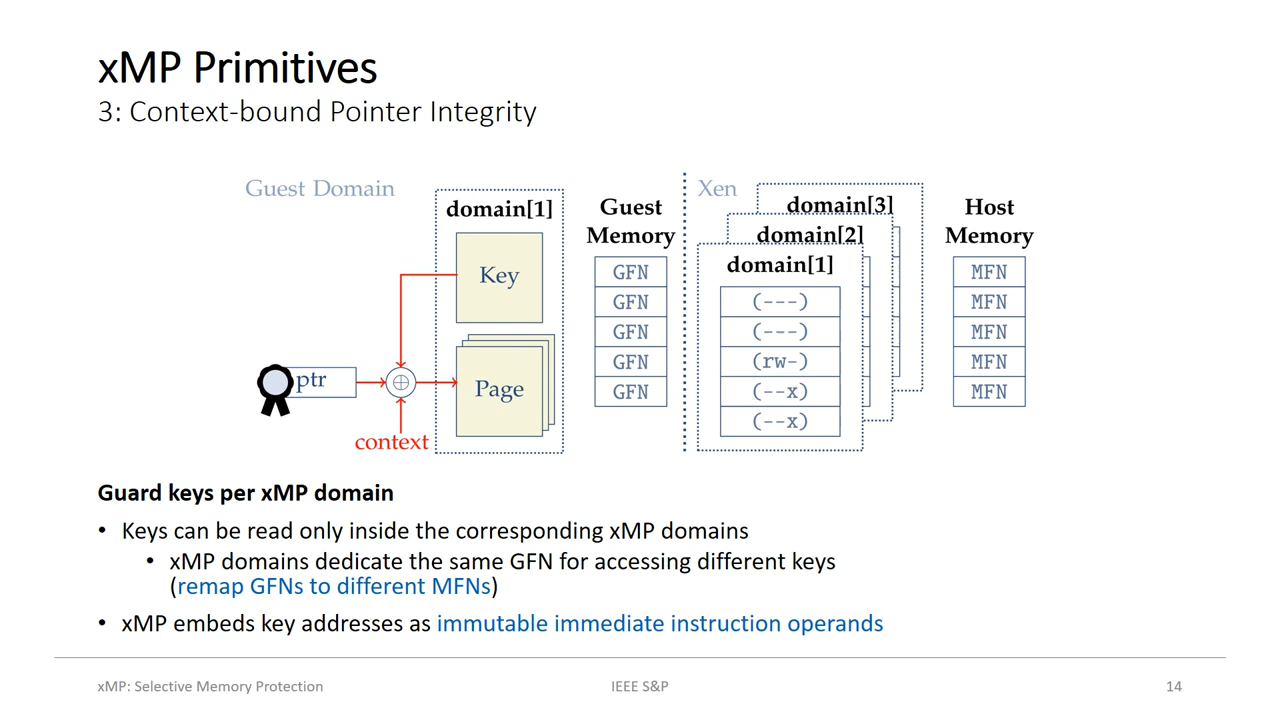 xMP Primitives
3: Context-bound Pointer Integrity
Guest Domain
domain[1]
Key
Page
ptr
context
Guest
Memory
GFN
GFN
GFN
GFN
GFN
Xen
domain[3]
domain[2]
domain[1]
(---)
(---)
(rw-)
(--x)
(--x)
Host
Memory
MFN
MFN
MFN
MFN
MFN
Guard keys per xMP domain
• Keys can be read only inside the corresponding xMP domains
• xMP domains dedicate the same GFN for accessing different keys
(remap GFNs to different MFNs)
• xMP embeds key addresses as immutable immediate instruction operands
xMP: Selective Memory Protection
IEEE S&P
14